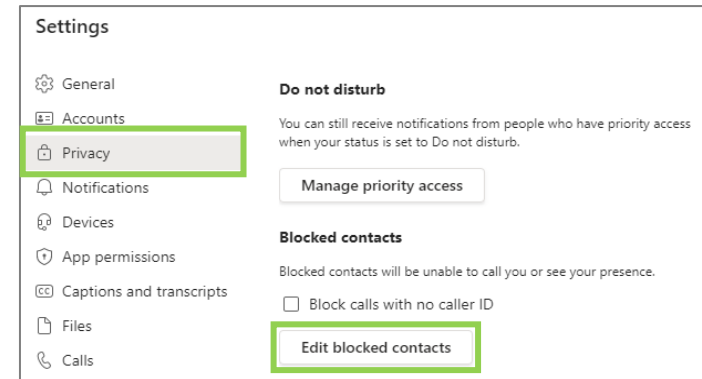 Settings
General
Accounts
Privacy
Notifications
Devices
App permissions
CC Captions and transcripts
Files
Calls
Do not disturb
You can still receive notifications from people who have priority access
when your status is set to Do not disturb.
Manage priority access
Blocked contacts
Blocked contacts will be unable to call you or see your presence.
Block calls with no caller ID
Edit blocked contacts